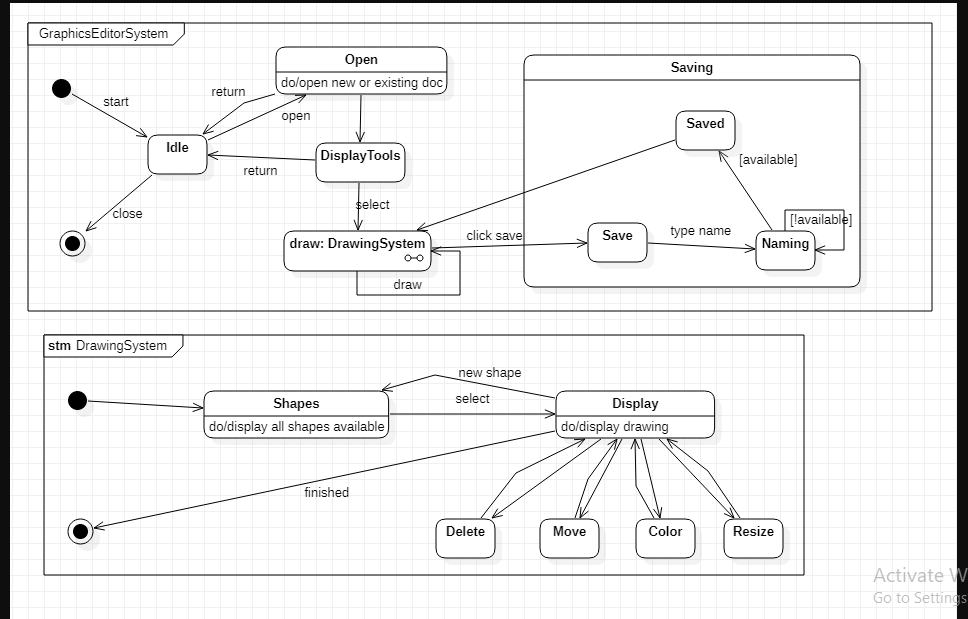 GraphicsEditorSystem
Open
do/open new or existing doc
Saving
return
start
open
Saved
Idle
DisplayTools
[available]
return
select
close
[!available]
draw: DrawingSystem
click save
Save
type name
Naming
draw
stm DrawingSystem
new shape
select
Shapes
do/display all shapes available
Display
do/display drawing
finished
Delete
Move
Color
Resize
Activate W
Go to Settings